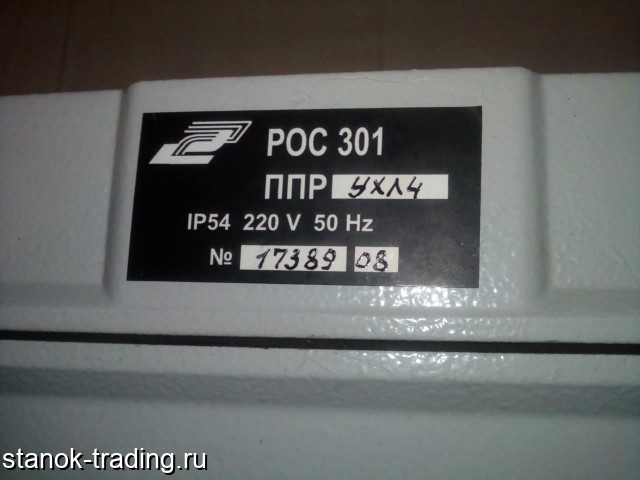 РОС 301
ППР УХЛ4
IP54 220 V 50 Hz
№ 17389 08
stanok-trading.ru